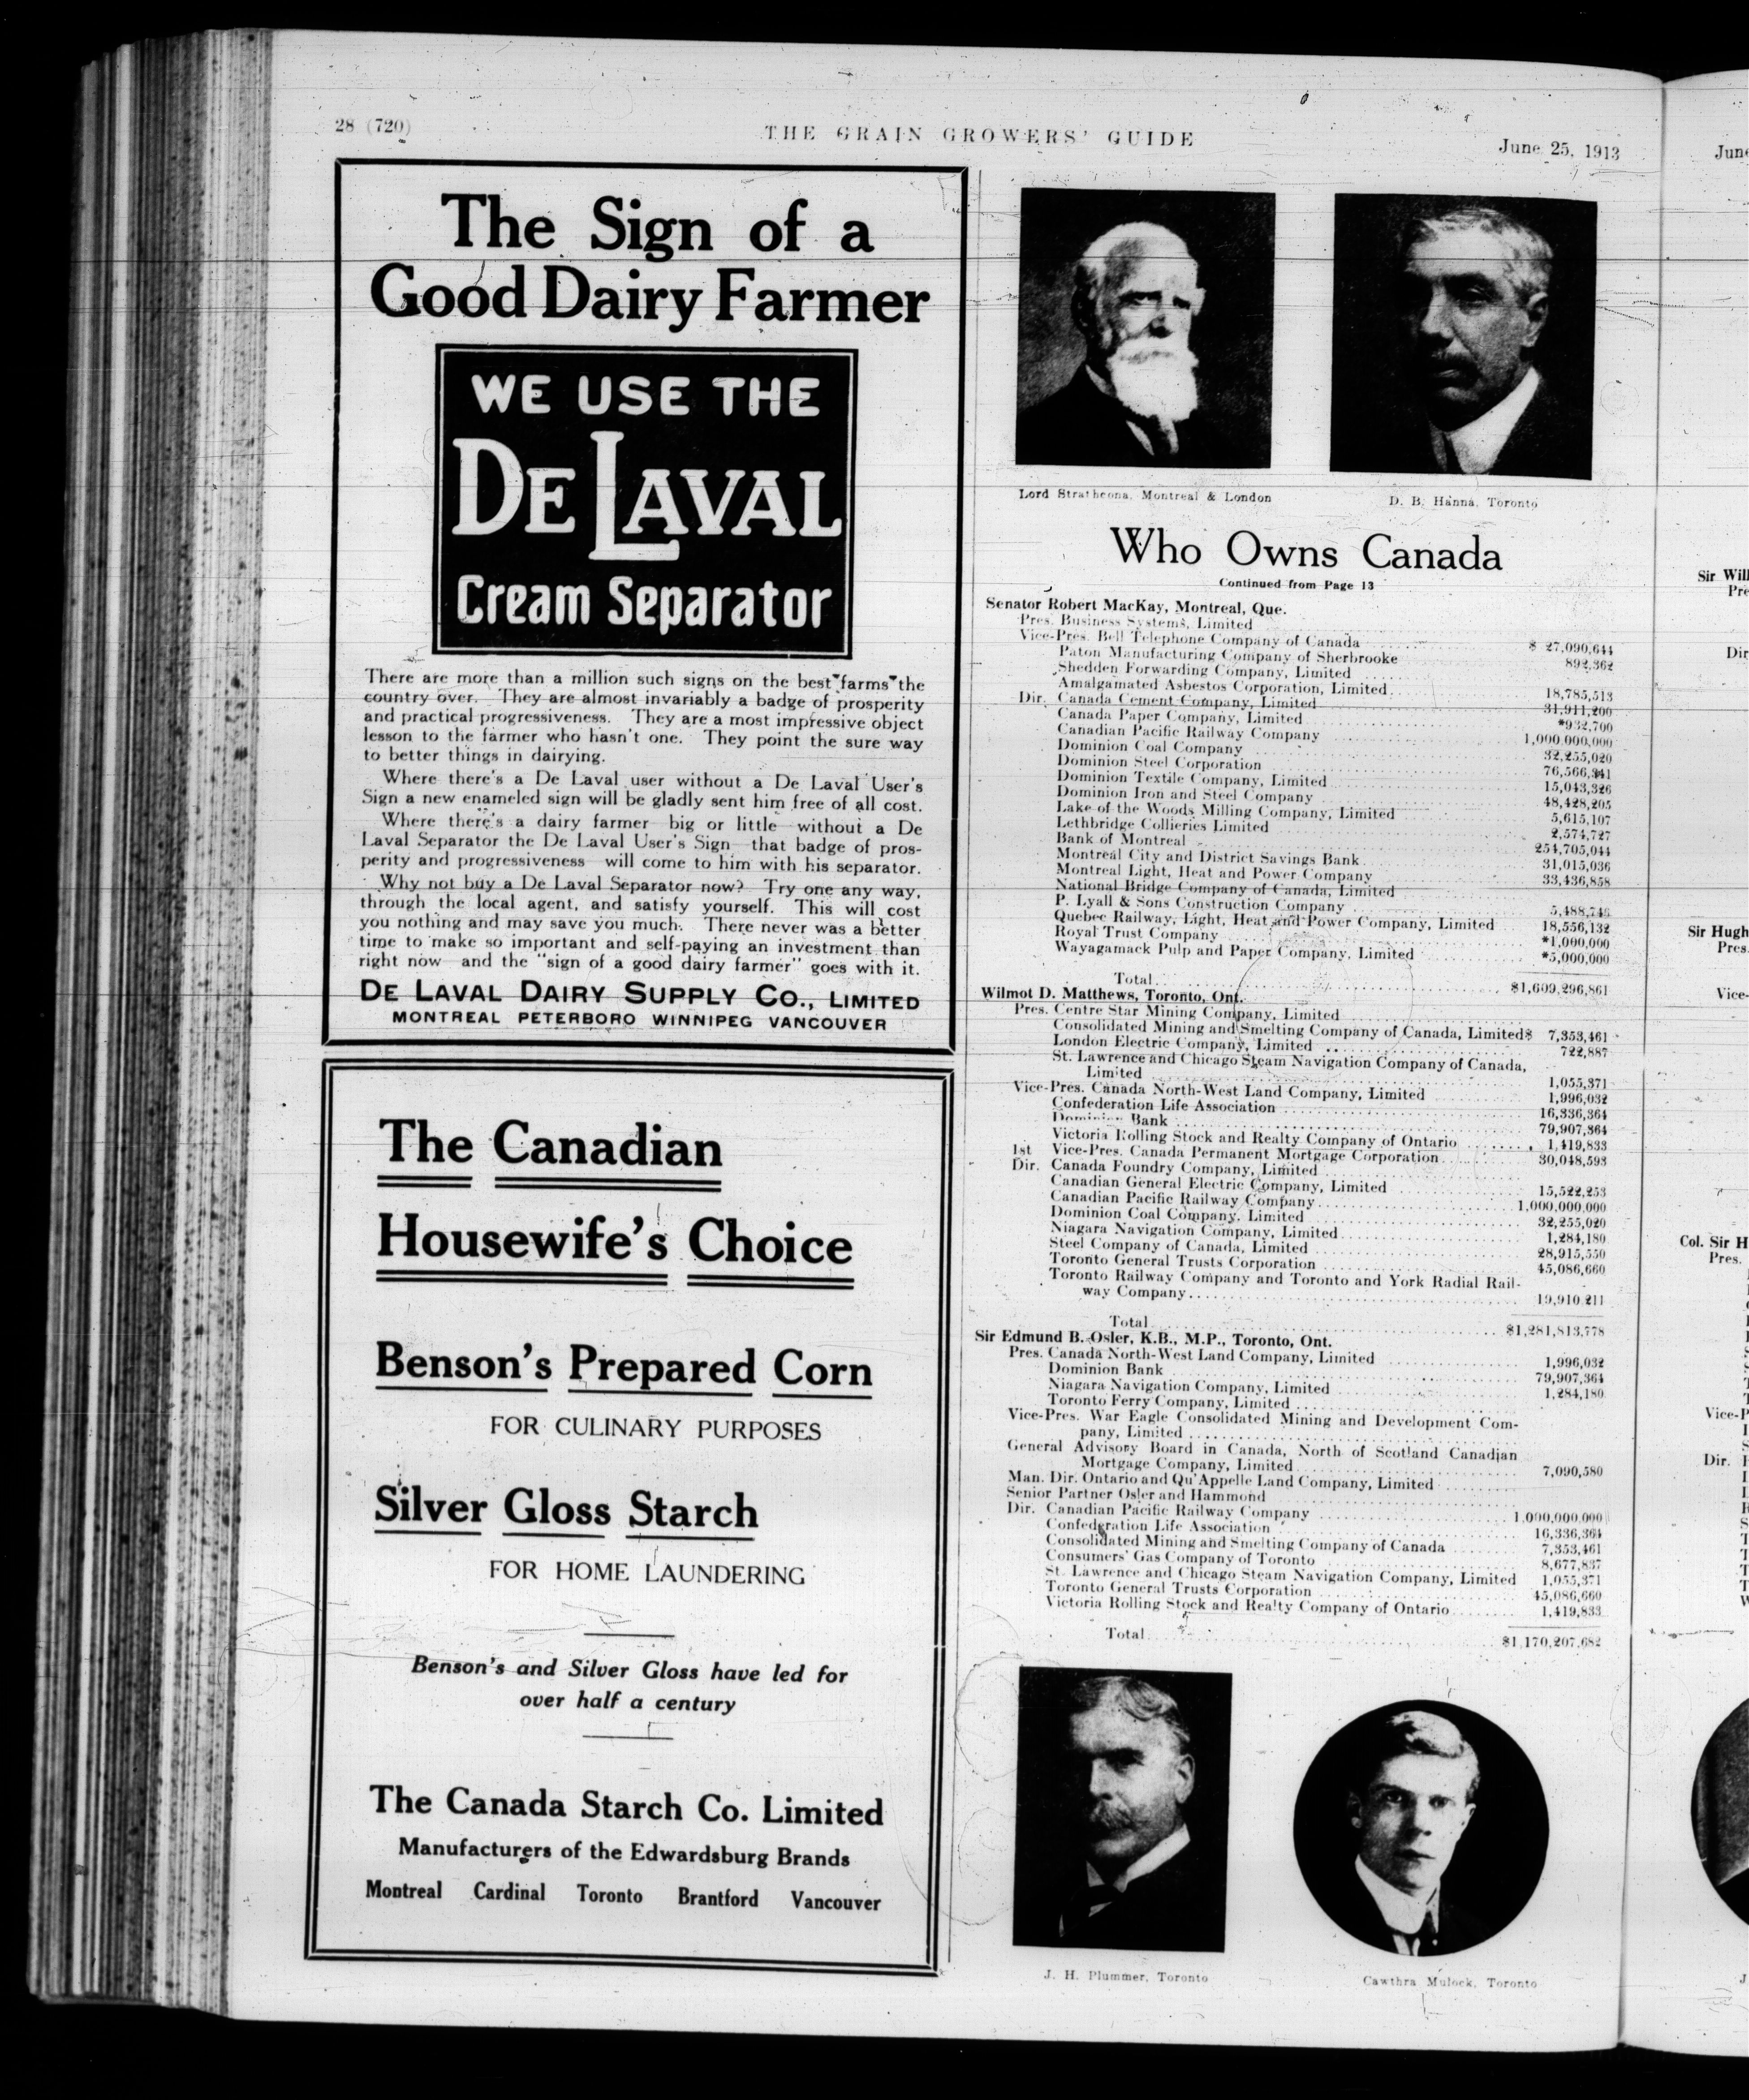 28 (720)
THE GRAIN GROWERS' GUIDE
June 25, 1913
The Sign of a
Good Dairy Farmer
WE USE THE
DE LAVAL
Cream Separator
There are more than a million such signs on the best farms the
country over. They are almost invariably a badge of prosperity
and practical progressiveness. They are a most impressive object
lesson to the farmer who hasn't one. They point the sure way
to better things in dairying.
Where there's a De Laval user without a De Laval User's
Sign a new enameled sign will be gladly sent him free of all cost.
Where there's a dairy farmer big or little without a De
Laval Separator the De Laval User's Sign that badge of pros-
perity and progressiveness will come to him with his separator.
Why not buy a De Laval Separator now? Try one any way,
through the local agent, and satisfy yourself. This will cost
you nothing and may save you much. There never was a better
time to make so important and self-paying an investment than
right now and the "sign of a good dairy farmer" goes with it.
DE LAVAL DAIRY SUPPLY CO., LIMITED
MONTREAL PETERBORO WINNIPEG VANCOUVER
The Canadian
Housewife's Choice
Benson's Prepared Corn
FOR CULINARY PURPOSES
Silver Gloss Starch
FOR HOME LAUNDERING
Benson's and Silver Gloss have led for
over half a century
The Canada Starch Co. Limited
Manufacturers of the Edwardsburg Brands
Montreal Cardinal Toronto Brantford Vancouver
Lord Strathcona, Montreal & London
D. B. Hanna, Toronto
Who Owns Canada
Continued from Page 13
Senator Robert MacKay, Montreal, Que.
Pres. Business Systems, Limited
Vice-Pres. Bell Telephone Company of Canada $ 27,090,644
Paton Manufacturing Company of Sherbrooke 892,362
Shedden Forwarding Company, Limited
Amalgamated Asbestos Corporation, Limited 18,785,513
Dir. Canada Cement Company, Limited 31,911,200
Canada Paper Company, Limited *932,700
Canadian Pacific Railway Company 1,000,000,000
Dominion Coal Company 32,255,020
Dominion Steel Corporation 76,566,341
Dominion Textile Company, Limited 15,043,326
Dominion Iron and Steel Company 48,428,205
Lake of the Woods Milling Company, Limited 5,615,107
Lethbridge Collieries Limited 2,574,727
Bank of Montreal 254,705,044
Montreal City and District Savings Bank 31,015,036
Montreal Light, Heat and Power Company 33,436,858
National Bridge Company of Canada, Limited
P. Lyall & Sons Construction Company 5,488,746
Quebec Railway, Light, Heat and Power Company, Limited 18,556,132
Royal Trust Company *1,000,000
Wayagamack Pulp and Paper Company, Limited *5,000,000
Total $1,609,296,861
Wilmot D. Matthews, Toronto, Ont.
Pres. Centre Star Mining Company, Limited
Consolidated Mining and Smelting Company of Canada, Limited $ 7,353,461
London Electric Company, Limited 722,887
St. Lawrence and Chicago Steam Navigation Company of Canada,
Limited 1,055,371
Vice-Pres. Canada North-West Land Company, Limited 1,996,032
Confederation Life Association 16,336,364
Dominion Bank 79,907,364
Victoria Rolling Stock and Realty Company of Ontario 1,419,833
1st Vice-Pres. Canada Permanent Mortgage Corporation 30,048,593
Dir. Canada Foundry Company, Limited
Canadian General Electric Company, Limited 15,522,253
Canadian Pacific Railway Company 1,000,000,000
Dominion Coal Company, Limited 32,255,020
Niagara Navigation Company, Limited 1,284,180
Steel Company of Canada, Limited 28,915,550
Toronto General Trusts Corporation 45,086,660
Toronto Railway Company and Toronto and York Radial Rail-
way Company 19,910,211
Total $1,281,813,778
Sir Edmund B. Osler, K.B., M.P., Toronto, Ont.
Pres. Canada North-West Land Company, Limited 1,996,032
Dominion Bank 79,907,364
Niagara Navigation Company, Limited 1,284,180
Toronto Ferry Company, Limited
Vice-Pres. War Eagle Consolidated Mining and Development Com-
pany, Limited
General Advisory Board in Canada, North of Scotland Canadian
Mortgage Company, Limited 7,090,580
Man. Dir. Ontario and Qu'Appelle Land Company, Limited
Senior Partner Osler and Hammond
Dir. Canadian Pacific Railway Company 1,000,000,000
Confederation Life Association 16,336,364
Consolidated Mining and Smelting Company of Canada 7,353,461
Consumers' Gas Company of Toronto 8,677,837
St. Lawrence and Chicago Steam Navigation Company, Limited 1,055,371
Toronto General Trusts Corporation 45,086,660
Victoria Rolling Stock and Realty Company of Ontario 1,419,833
Total $1,170,207,682
J. H. Plummer, Toronto
Cawthra Mulock, Toronto
Sir Will
Sir Hugh
Pres.
Vice-
Col. Sir H
Pres.
Dir.